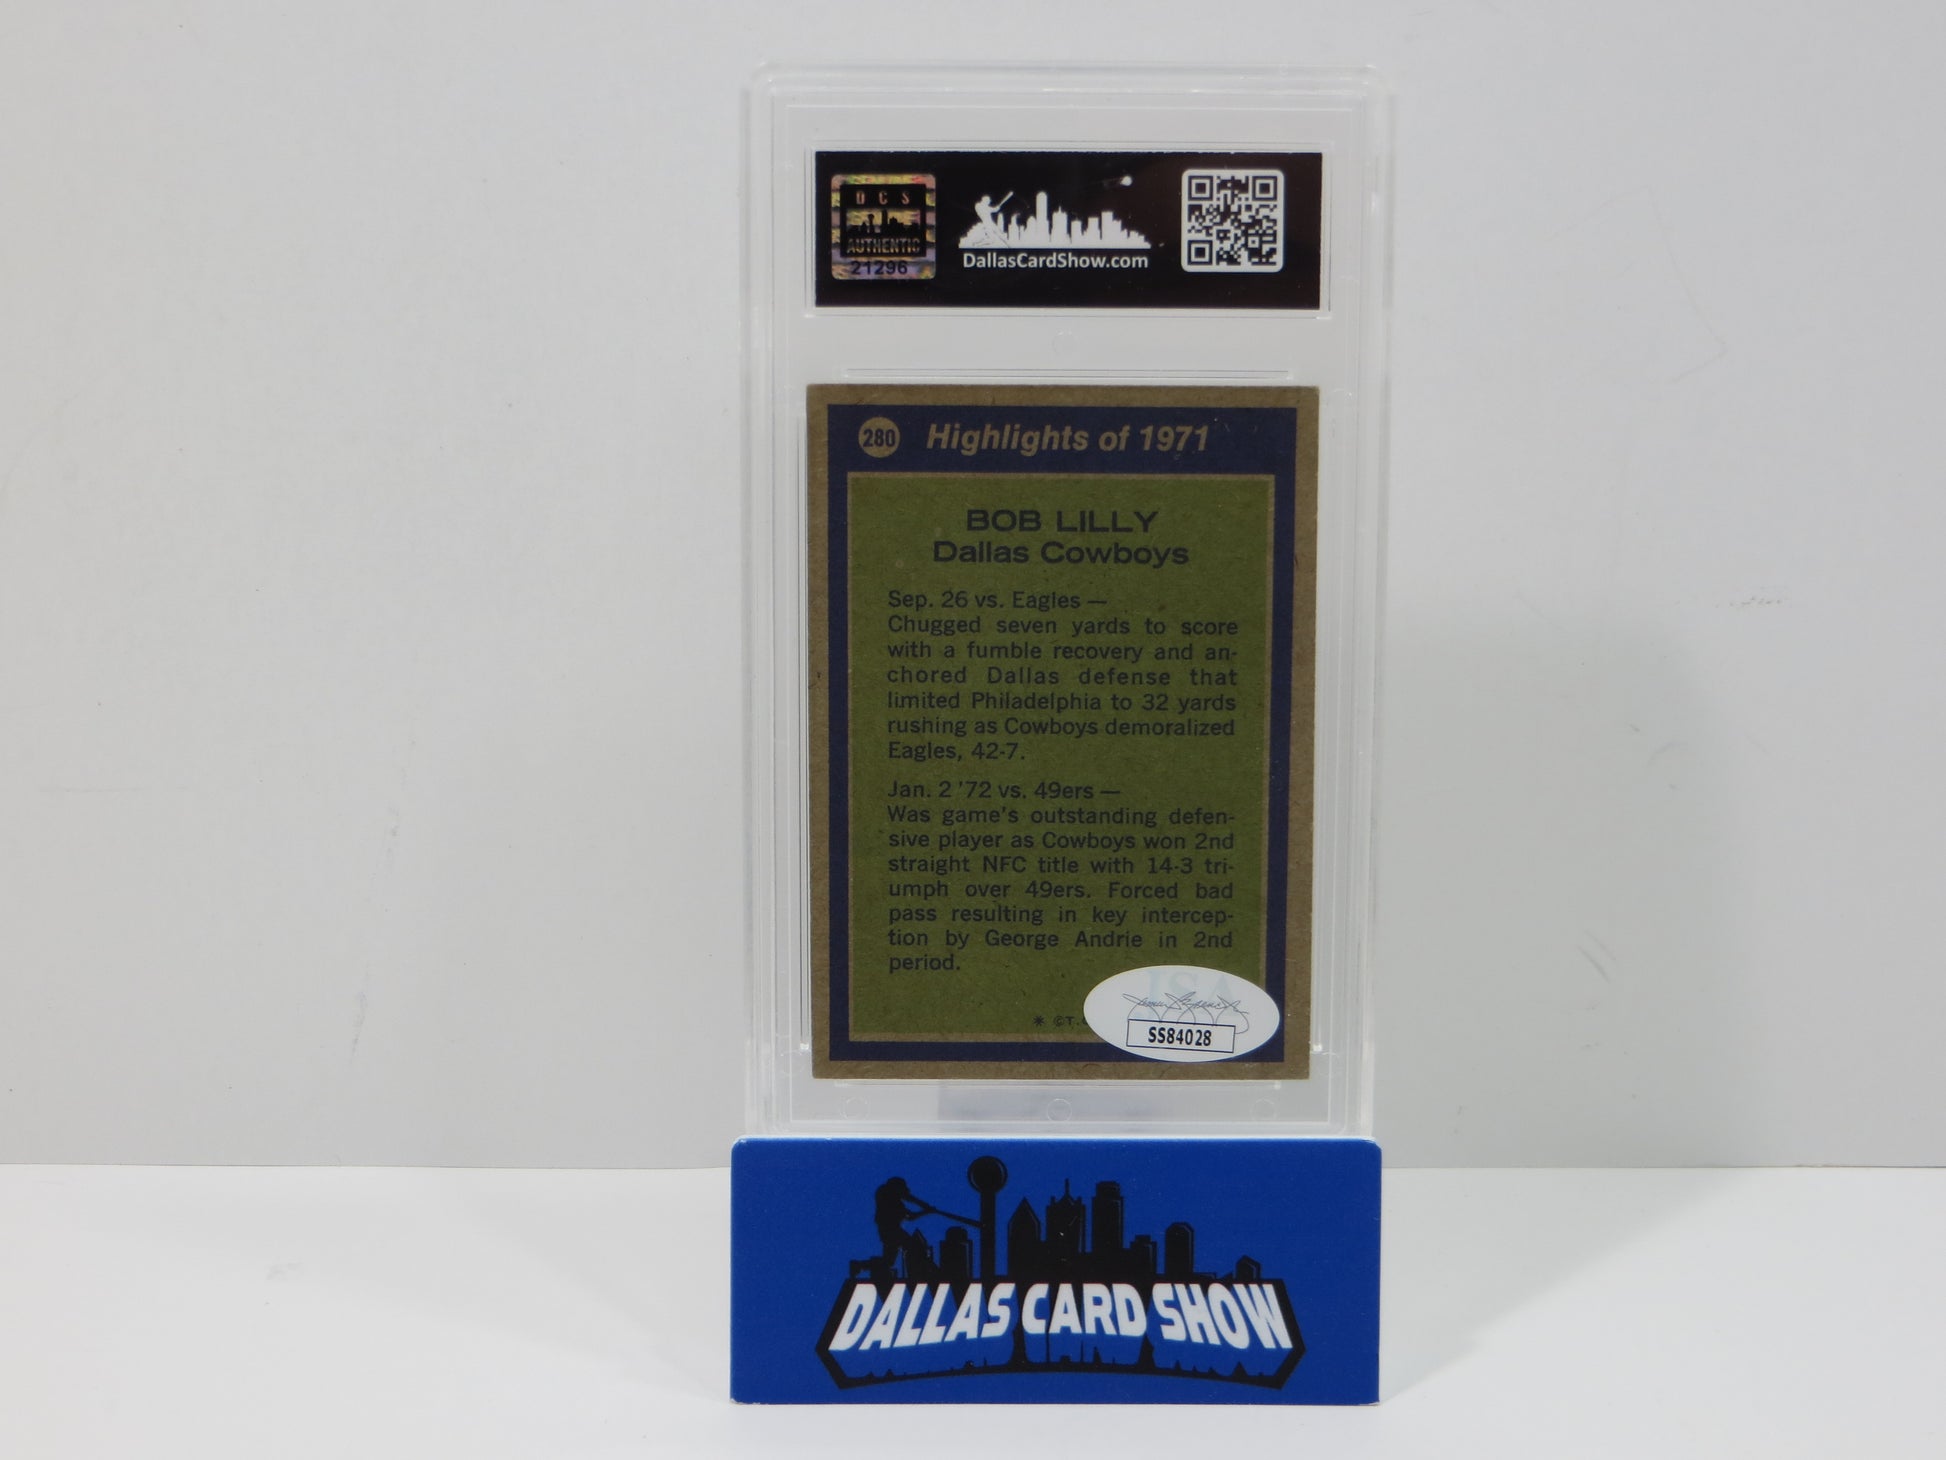 DCS
AUTHENTIC
21296
DallasCardShow.com
280 Highlights of 1971
BOB LILLY
Dallas Cowboys
Sep. 26 vs. Eagles —
Chugged seven yards to score
with a fumble recovery and an-
chored Dallas defense that
limited Philadelphia to 32 yards
rushing as Cowboys demoralized
Eagles, 42-7.
Jan. 2 '72 vs. 49ers —
Was game's outstanding defen-
sive player as Cowboys won 2nd
straight NFC title with 14-3 tri-
umph over 49ers. Forced bad
pass resulting in key intercep-
tion by George Andrie in 2nd
period.
* ©T.
JSA
SS84028
DALLAS CARD SHOW